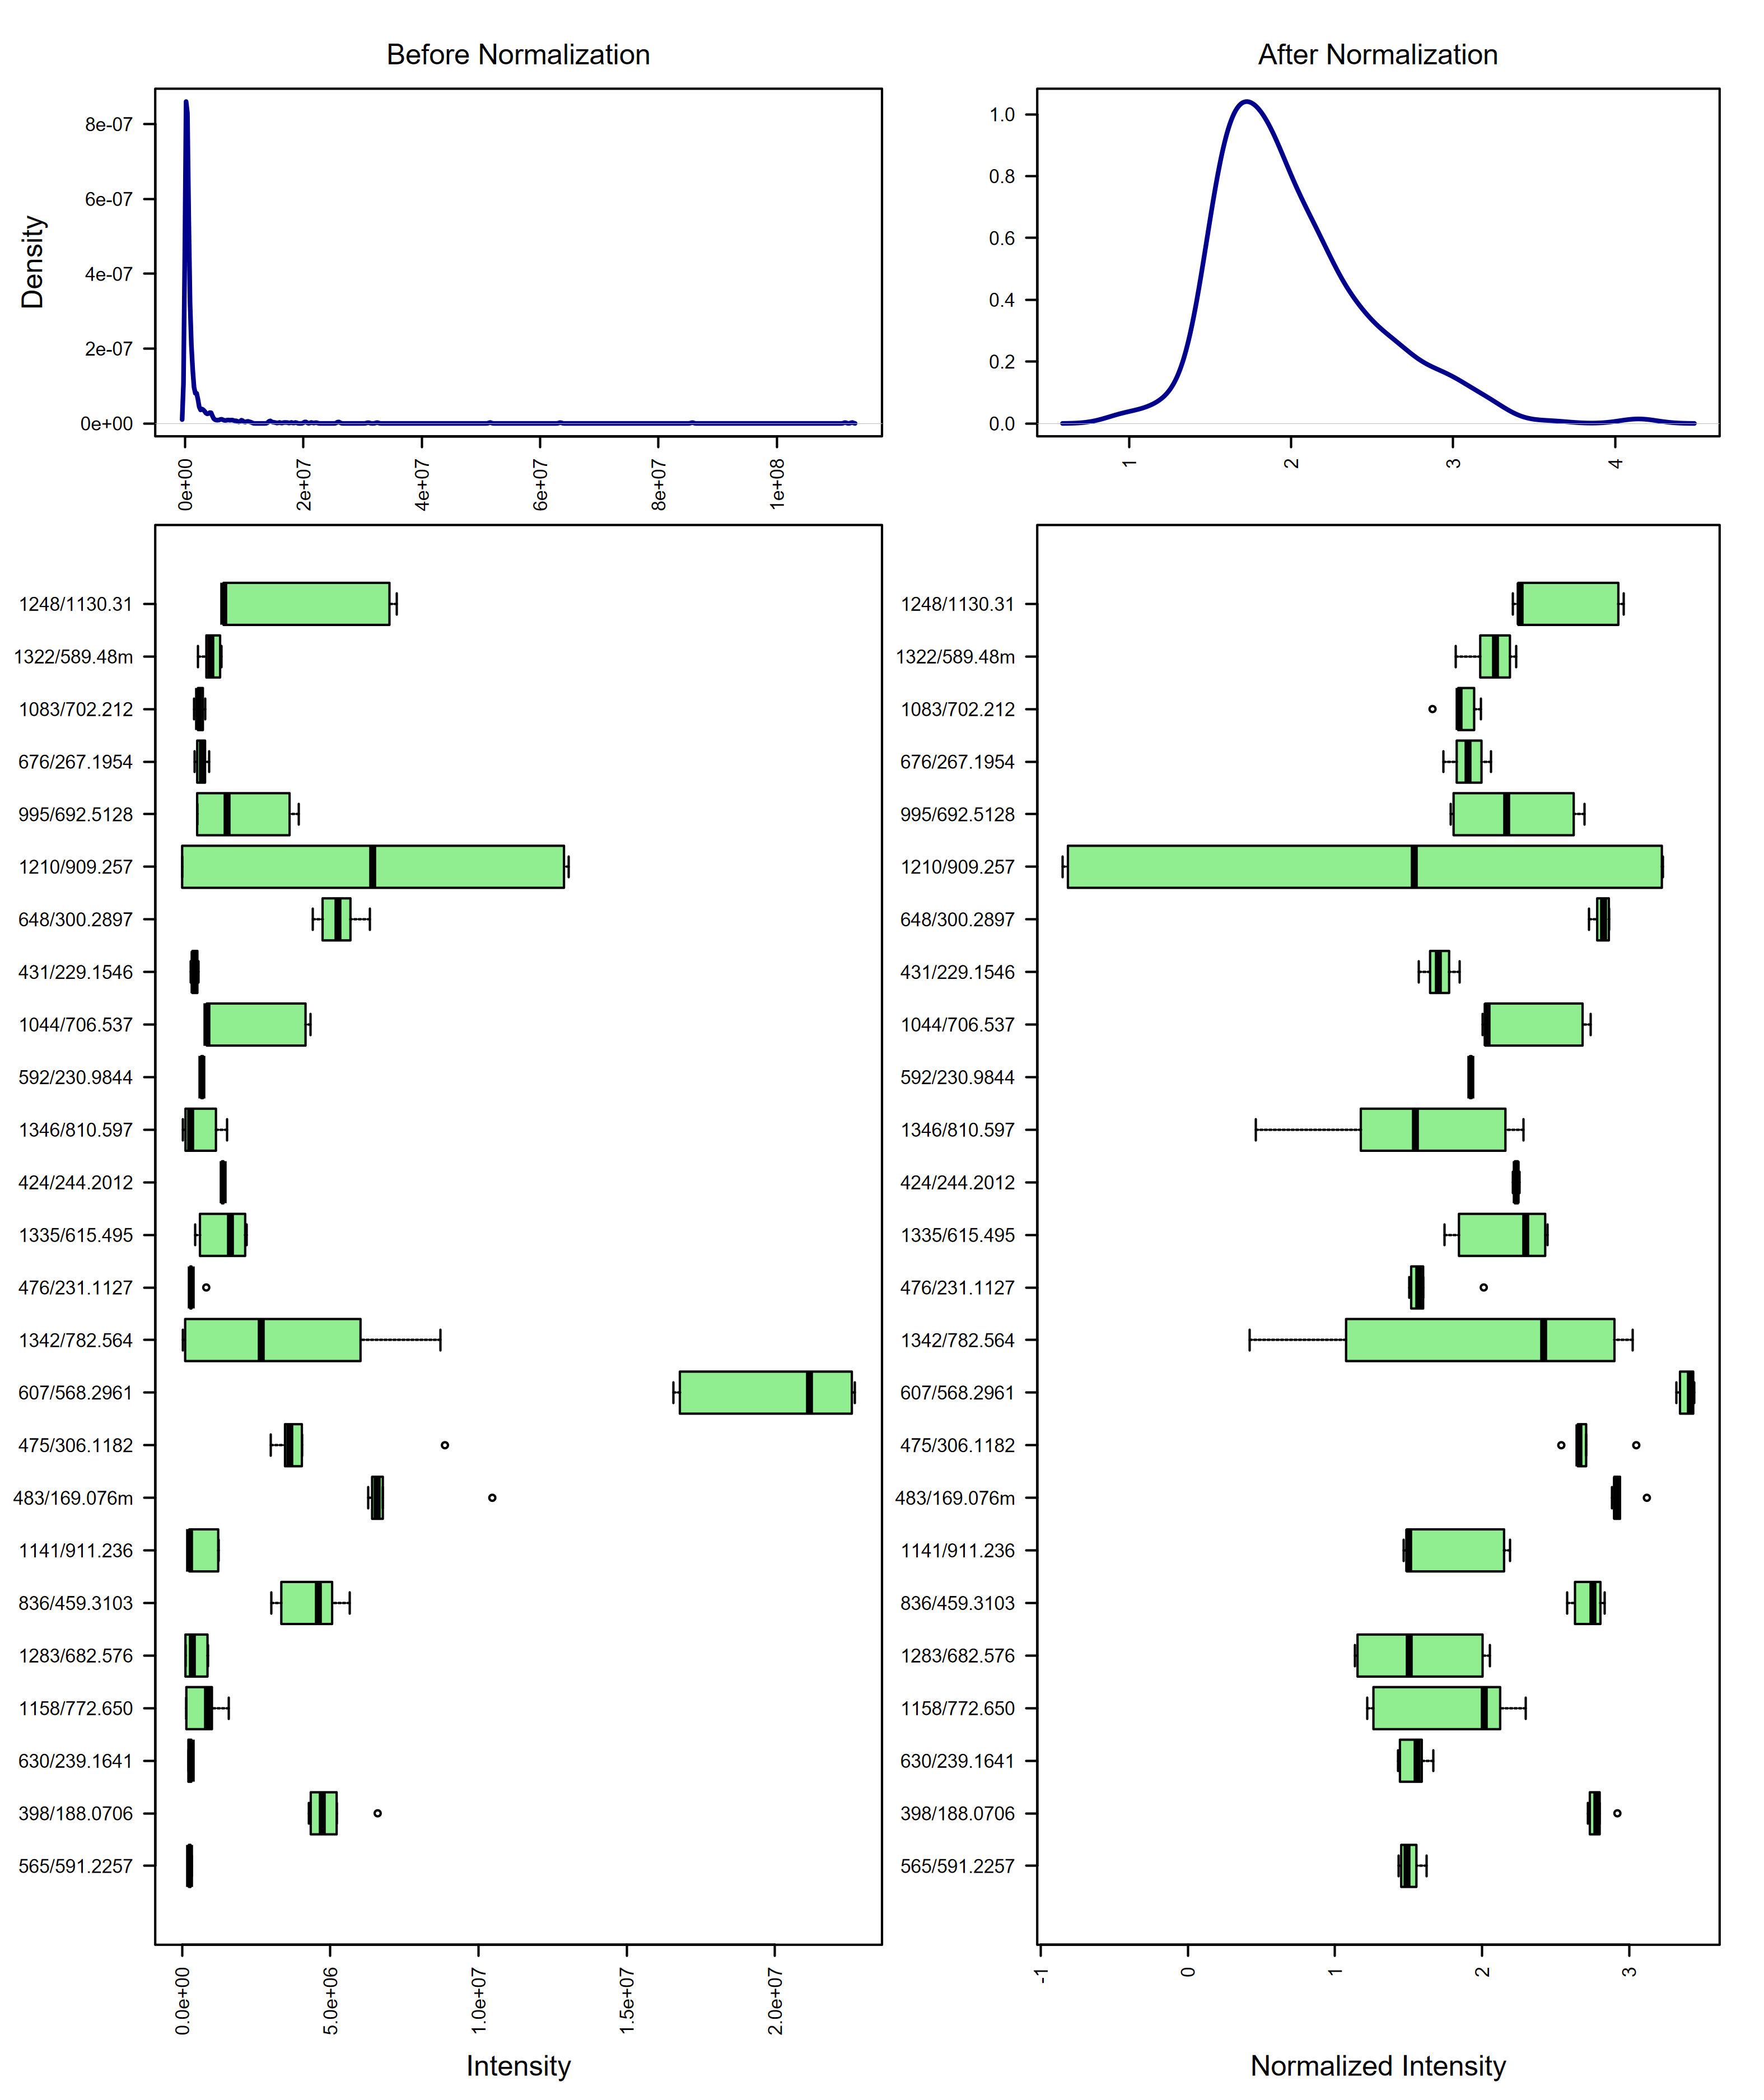 Before Normalization
After Normalization
Density
8e-07
6e-07
4e-07
2e-07
0e+00
0e+00
2e+07
4e+07
6e+07
8e+07
1e+08
1.0
0.8
0.6
0.4
0.2
0.0
1
2
3
4
1248/1130.31
1322/589.48m
1083/702.212
676/267.1954
995/692.5128
1210/909.257
648/300.2897
431/229.1546
1044/706.537
592/230.9844
1346/810.597
424/244.2012
1335/615.495
476/231.1127
1342/782.564
607/568.2961
475/306.1182
483/169.076m
1141/911.236
836/459.3103
1283/682.576
1158/772.650
630/239.1641
398/188.0706
565/591.2257
0.0e+00
5.0e+06
1.0e+07
1.5e+07
2.0e+07
Intensity
1248/1130.31
1322/589.48m
1083/702.212
676/267.1954
995/692.5128
1210/909.257
648/300.2897
431/229.1546
1044/706.537
592/230.9844
1346/810.597
424/244.2012
1335/615.495
476/231.1127
1342/782.564
607/568.2961
475/306.1182
483/169.076m
1141/911.236
836/459.3103
1283/682.576
1158/772.650
630/239.1641
398/188.0706
565/591.2257
-1
0
1
2
3
Normalized Intensity